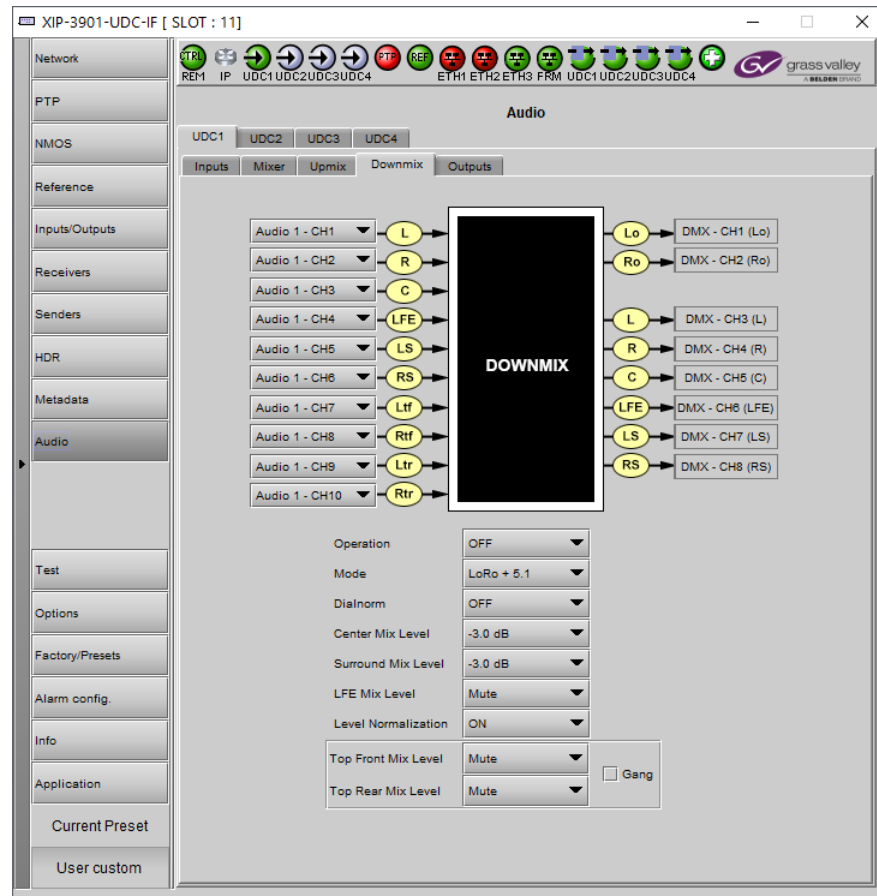 XIP-3901-UDC-IF [ SLOT : 11]
Network
PTP
NMOS
Reference
Inputs/Outputs
Receivers
Senders
HDR
Metadata
Audio
Test
Options
Factory/Presets
Alarm config.
Info
Application
Current Preset
User custom
CTRL PTP REF
REM IP UDC1 UDC2 UDC3 UDC4 ETH1 ETH2 ETH3 FRM UDC1 UDC2 UDC3 UDC4
GV grass valley
A BELDEN BRAND
Audio
UDC1 UDC2 UDC3 UDC4
Inputs Mixer Upmix Downmix Outputs
Audio 1 - CH1 L Lo DMX - CH1 (Lo)
Audio 1 - CH2 R Ro DMX - CH2 (Ro)
Audio 1 - CH3 C
Audio 1 - CH4 LFE L DMX - CH3 (L)
Audio 1 - CH5 LS R DMX - CH4 (R)
DOWNMIX
Audio 1 - CH6 RS C DMX - CH5 (C)
Audio 1 - CH7 Ltf LFE DMX - CH6 (LFE)
Audio 1 - CH8 Rtf LS DMX - CH7 (LS)
Audio 1 - CH9 Ltr RS DMX - CH8 (RS)
Audio 1 - CH10 Rtr
Operation OFF
Mode LoRo + 5.1
Dialnorm OFF
Center Mix Level -3.0 dB
Surround Mix Level -3.0 dB
LFE Mix Level Mute
Level Normalization ON
Top Front Mix Level Mute
Gang
Top Rear Mix Level Mute